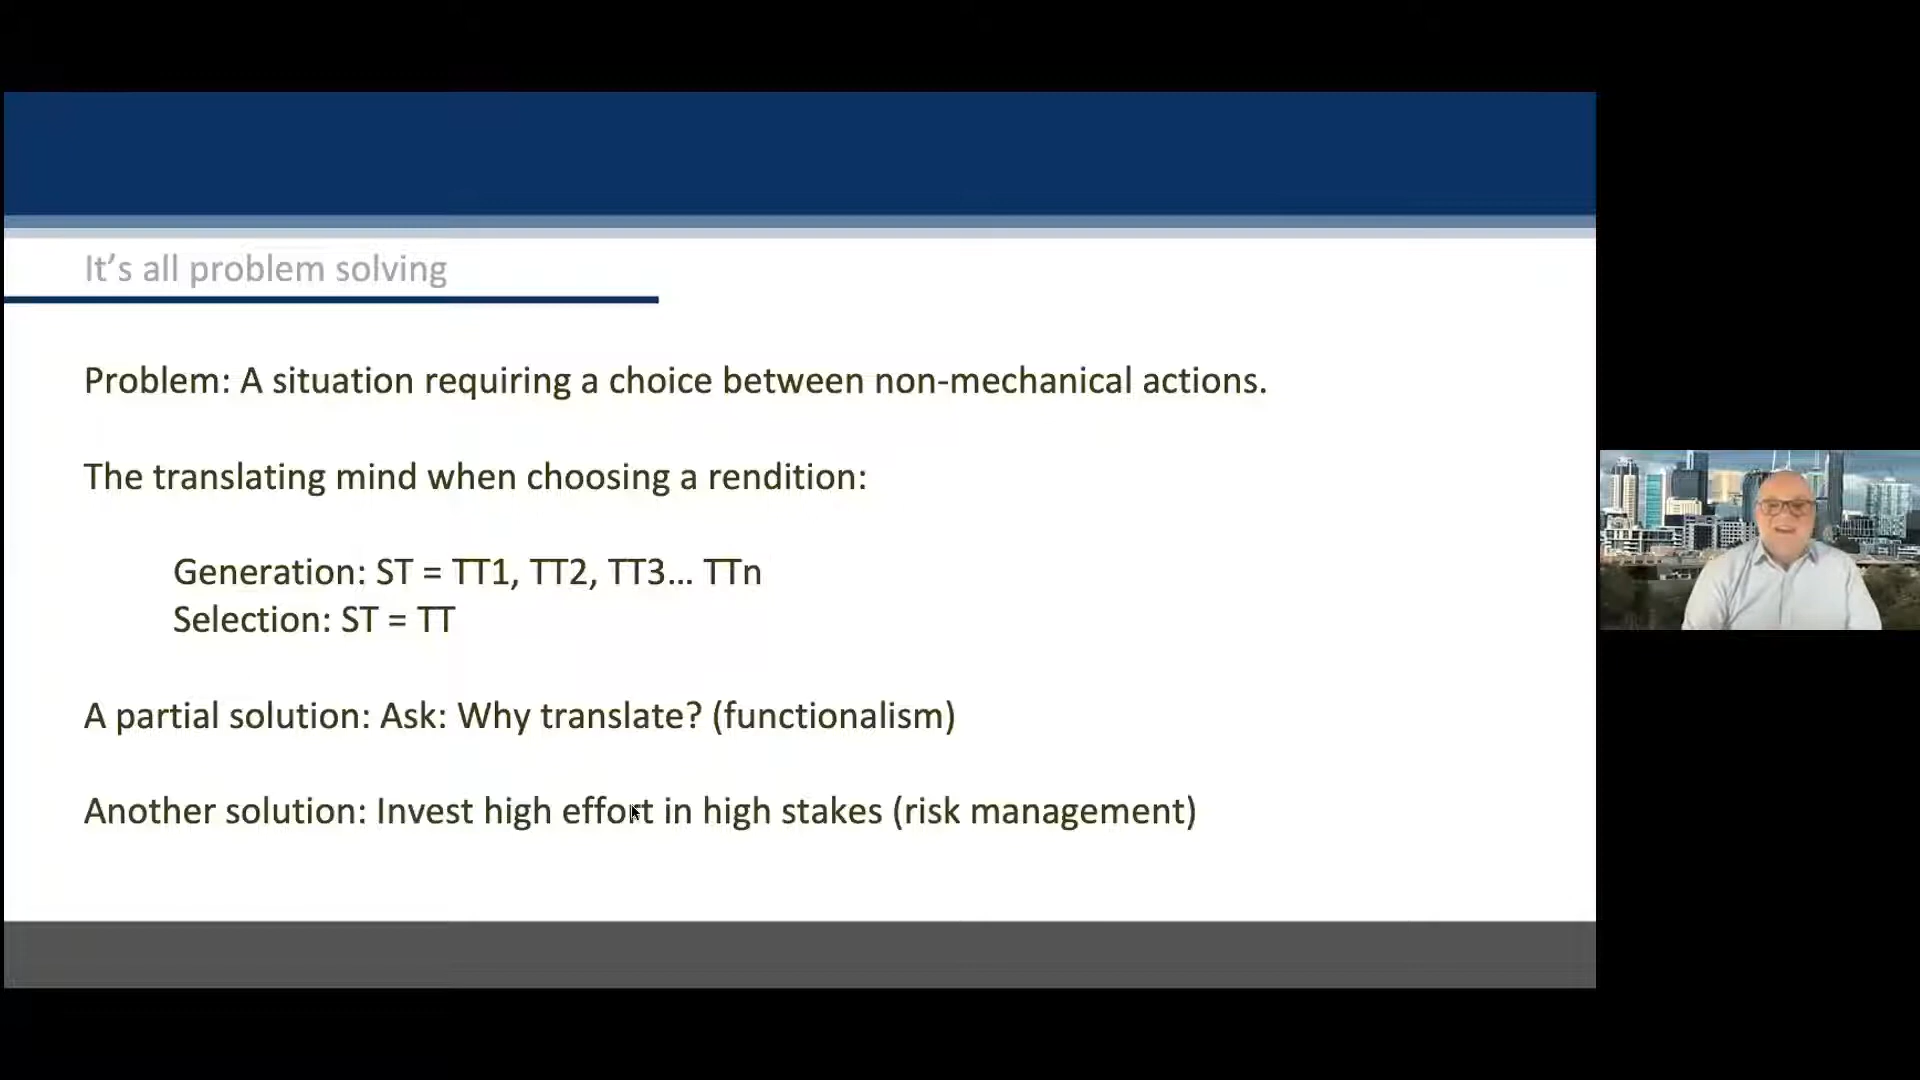 It’s all problem solving
Problem: A situation requiring a choice between non-mechanical actions.
The translating mind when choosing a rendition:
Generation: ST = TT1, TT2, TT3... TTn
Selection: ST = TT
A partial solution: Ask: Why translate? (functionalism)
Another solution: Invest high effort in high stakes (risk management)